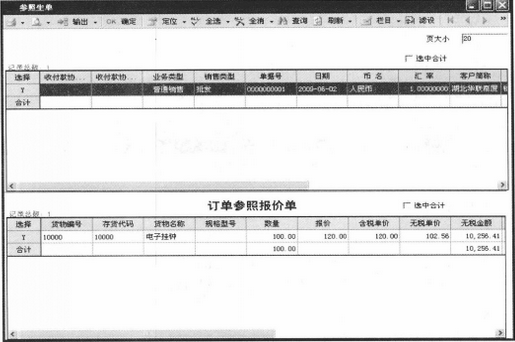 参照生单
输出 OK 确定 定位 全选 全消 查询 刷新 栏目 滤设
页大小 20
记录总数: 1 选中合计
选择 收付款协... 收付款协... 业务类型 销售类型 单据号 日期 币 名 汇 率 客户简称
Y 普通销售 批发 0000000001 2009-06-02 人民币 1.00000000
合计
订单参照报价单 选中合计
记录总数: 1
选择 货物编号 存货代码 货物名称 规格型号 数量 报价 含税单价 无税单价 无税金额
Y 10000 10000 电子挂钟 100.00 120.00 120.00 102.56 10,256.41
合计 100.00 10,256.41